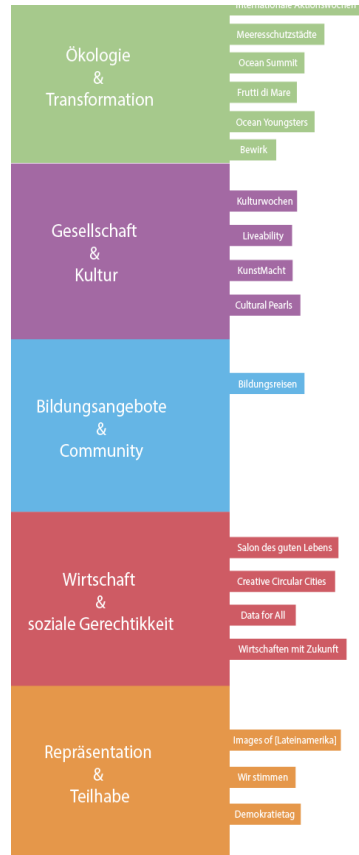 Internationale Aktionswochen
Ökologie
&
Transformation
Meeresschutzstädte
Ocean Summit
Frutti di Mare
Ocean Youngsters
Bewirk
Gesellschaft
&
Kultur
Kulturwochen
Liveability
KunstMacht
Cultural Pearls
Bildungsangebote
&
Community
Bildungsreisen
Wirtschaft
&
soziale Gerechtikkeit
Salon des guten Lebens
Creative Circular Cities
Data for All
Wirtschaften mit Zukunft
Repräsentation
&
Teilhabe
Images of [Lateinamerika]
Wir stimmen
Demokratietag